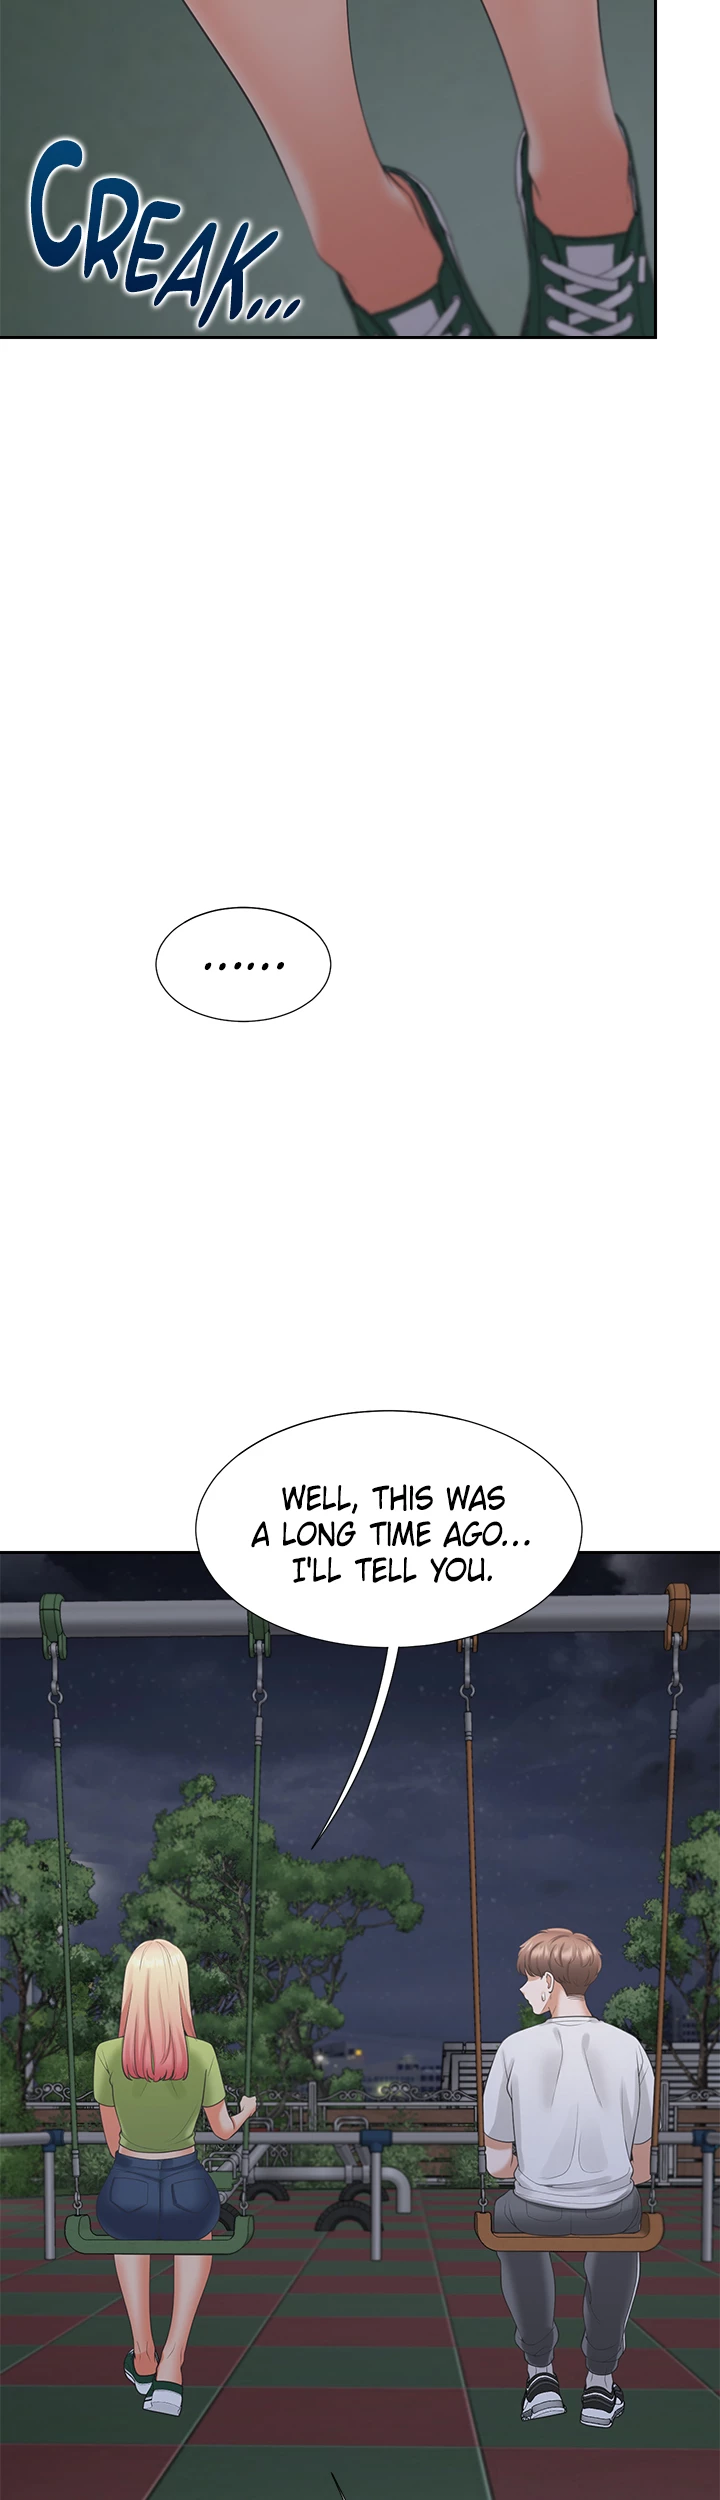 CREAK...
......
WELL, THIS WAS
A LONG TIME AGO...
I'LL TELL YOU.